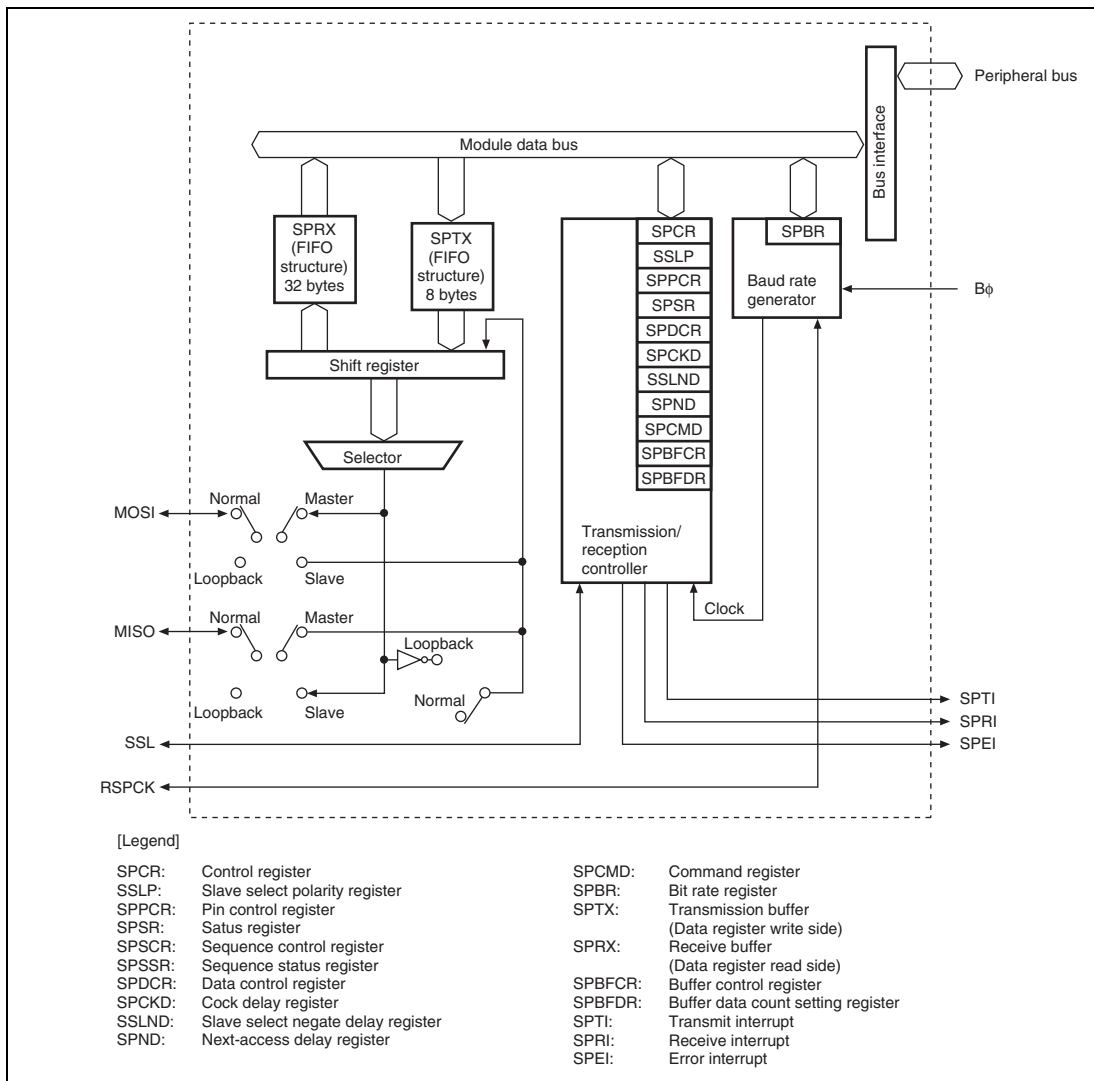 Peripheral bus
Module data bus
Bus interface
SPRX
(FIFO
structure)
32 bytes
SPTX
(FIFO
structure)
8 bytes
SPCR
SSLP
SPPCR
SPSR
SPDCR
SPCKD
SSLND
SPND
SPCMD
SPBFCR
SPBFDR
Transmission/
reception
controller
SPBR
Baud rate
generator
Bϕ
Shift register
Selector
MOSI
Normal
Master
Loopback
Slave
MISO
Normal
Master
Loopback
Loopback
Slave
Normal
Clock
SSL
RSPCK
SPTI
SPRI
SPEI
[Legend]
SPCR: Control register
SSLP: Slave select polarity register
SPPCR: Pin control register
SPSR: Satus register
SPSCR: Sequence control register
SPSSR: Sequence status register
SPDCR: Data control register
SPCKD: Cock delay register
SSLND: Slave select negate delay register
SPND: Next-access delay register
SPCMD: Command register
SPBR: Bit rate register
SPTX: Transmission buffer
(Data register write side)
SPRX: Receive buffer
(Data register read side)
SPBFCR: Buffer control register
SPBFDR: Buffer data count setting register
SPTI: Transmit interrupt
SPRI: Receive interrupt
SPEI: Error interrupt